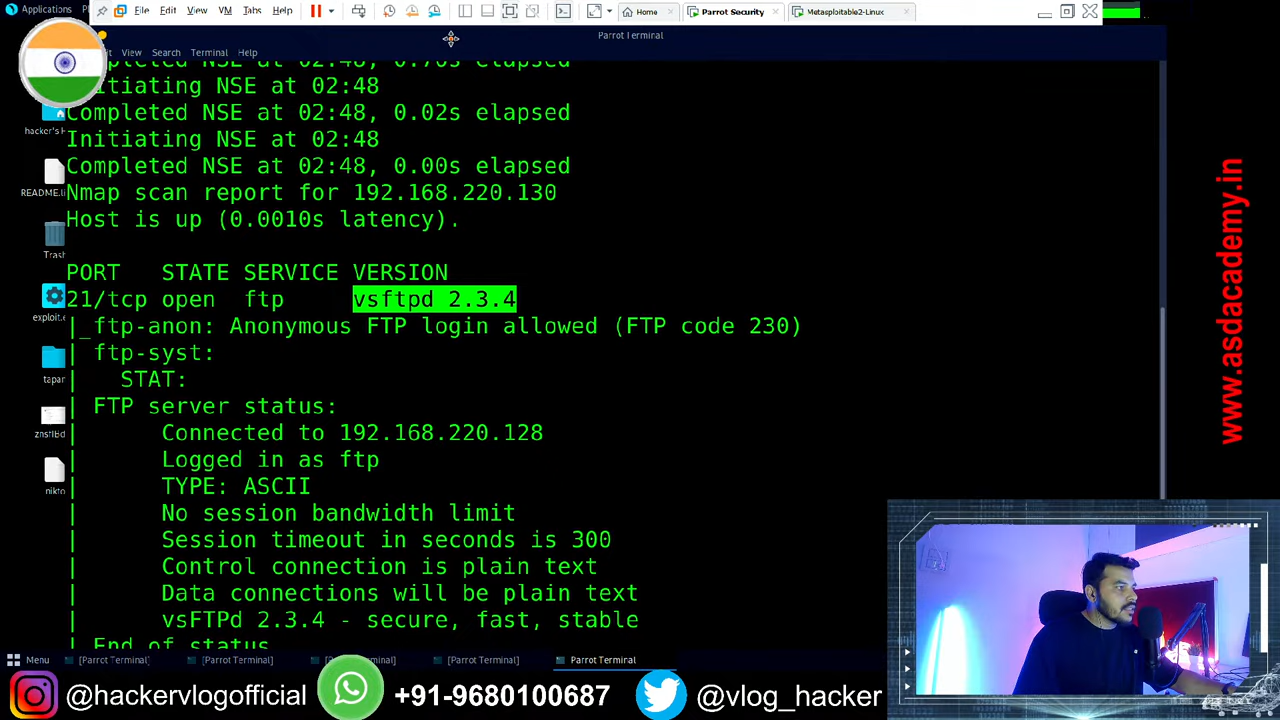 Applications
File Edit View VM Tabs Help
Home
Parrot Security
Metasploitable2-Linux
Parrot Terminal
View Search Terminal Help
Completed NSE at 02:48, 0.70s elapsed
Initiating NSE at 02:48
Completed NSE at 02:48, 0.02s elapsed
Initiating NSE at 02:48
Completed NSE at 02:48, 0.00s elapsed
Nmap scan report for 192.168.220.130
Host is up (0.0010s latency).
PORT STATE SERVICE VERSION
21/tcp open ftp vsftpd 2.3.4
|_ftp-anon: Anonymous FTP login allowed (FTP code 230)
| ftp-syst:
| STAT:
| FTP server status:
| Connected to 192.168.220.128
| Logged in as ftp
| TYPE: ASCII
| No session bandwidth limit
| Session timeout in seconds is 300
| Control connection is plain text
| Data connections will be plain text
| vsFTPd 2.3.4 - secure, fast, stable
| End of status
hacker's H
README.li
Trash
exploit.
tapan
nikto
www.asdacademy.in
Menu
[Parrot Terminal]
[Parrot Terminal]
[Parrot Terminal]
[Parrot Terminal]
Parrot Terminal
@hackervlogofficial
+91-9680100687
@vlog_hacker